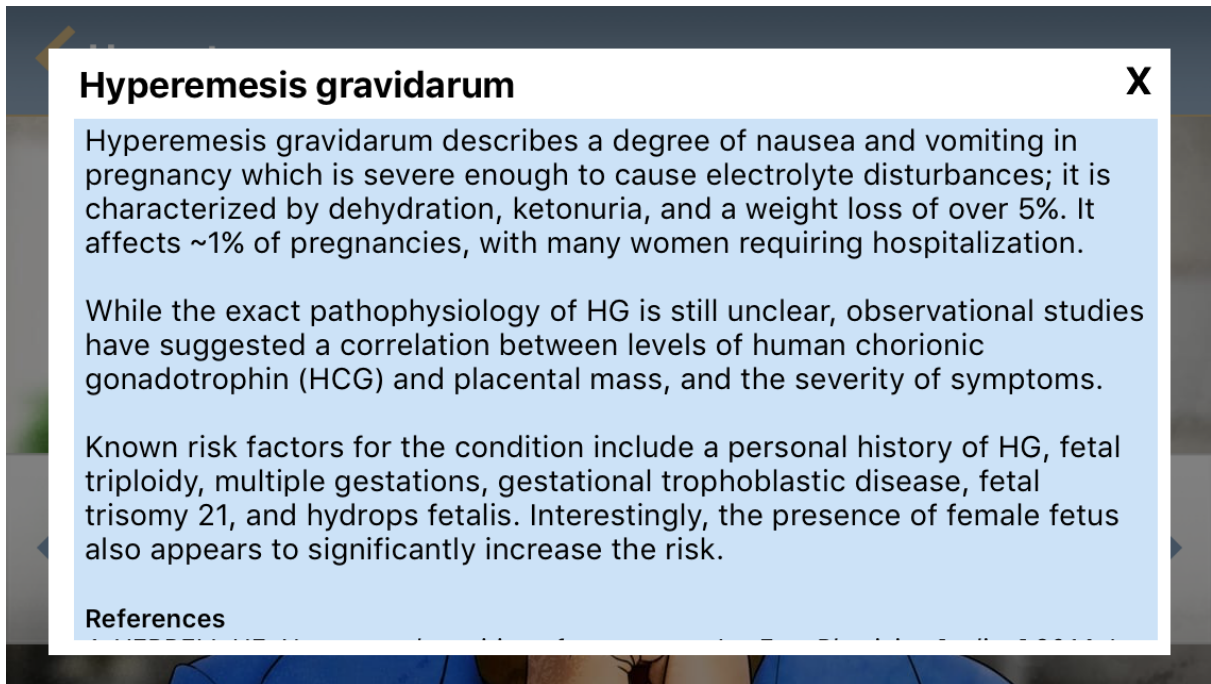 Hyperemesis gravidarum
X
Hyperemesis gravidarum describes a degree of nausea and vomiting in
pregnancy which is severe enough to cause electrolyte disturbances; it is
characterized by dehydration, ketonuria, and a weight loss of over 5%. It
affects ~1% of pregnancies, with many women requiring hospitalization.
While the exact pathophysiology of HG is still unclear, observational studies
have suggested a correlation between levels of human chorionic
gonadotrophin (HCG) and placental mass, and the severity of symptoms.
Known risk factors for the condition include a personal history of HG, fetal
triploidy, multiple gestations, gestational trophoblastic disease, fetal
trisomy 21, and hydrops fetalis. Interestingly, the presence of female fetus
also appears to significantly increase the risk.
References